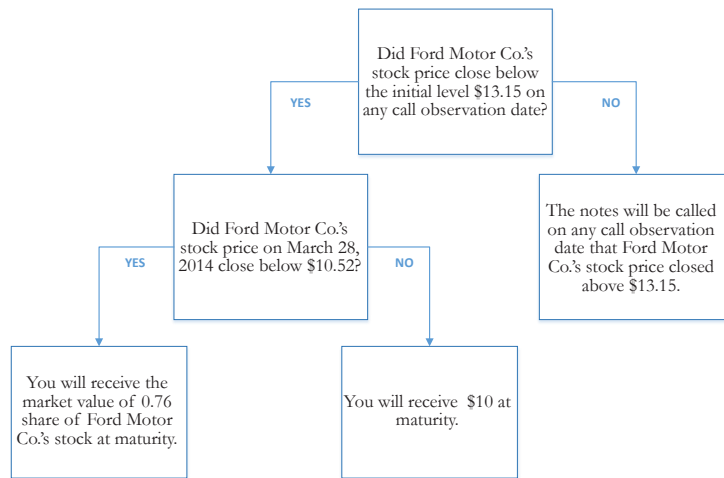 Did Ford Motor Co.'s
stock price close below
the initial level $13.15 on
any call observation date?
YES
NO
Did Ford Motor Co.'s
stock price on March 28,
2014 close below $10.52?
The notes will be called
on any call observation
date that Ford Motor
Co.'s stock price closed
above $13.15.
YES
NO
You will receive the
market value of 0.76
share of Ford Motor
Co.'s stock at maturity.
You will receive $10 at
maturity.